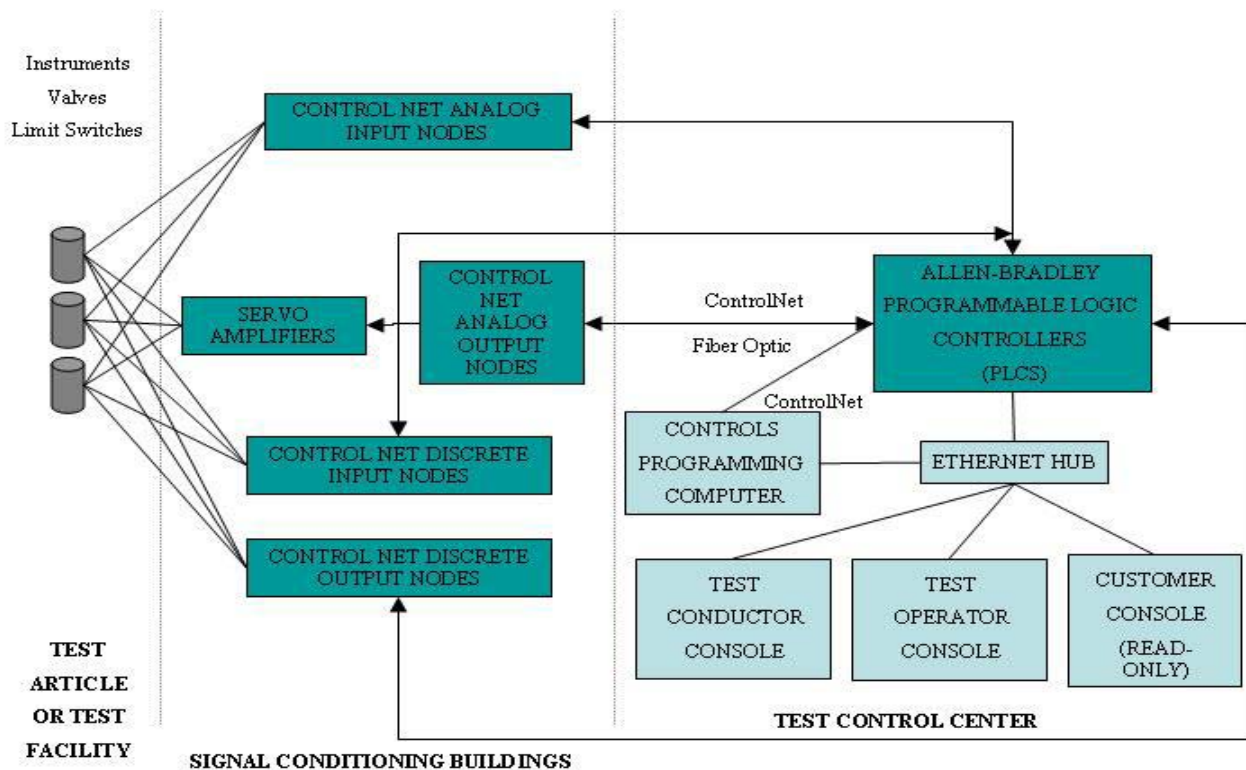 Instruments
Valves
Limit Switches
CONTROL NET ANALOG
INPUT NODES
SERVO
AMPLIFIERS
CONTROL
NET
ANALOG
OUTPUT
NODES
CONTROL NET DISCRETE
INPUT NODES
CONTROL NET DISCRETE
OUTPUT NODES
ControlNet
Fiber Optic
ControlNet
ALLEN-BRADLEY
PROGRAMMABLE LOGIC
CONTROLLERS
(PLCS)
CONTROLS
PROGRAMMING
COMPUTER
ETHERNET HUB
TEST
CONDUCTOR
CONSOLE
TEST
OPERATOR
CONSOLE
CUSTOMER
CONSOLE
(READ-
ONLY)
TEST
ARTICLE
OR TEST
FACILITY
SIGNAL CONDITIONING BUILDINGS
TEST CONTROL CENTER